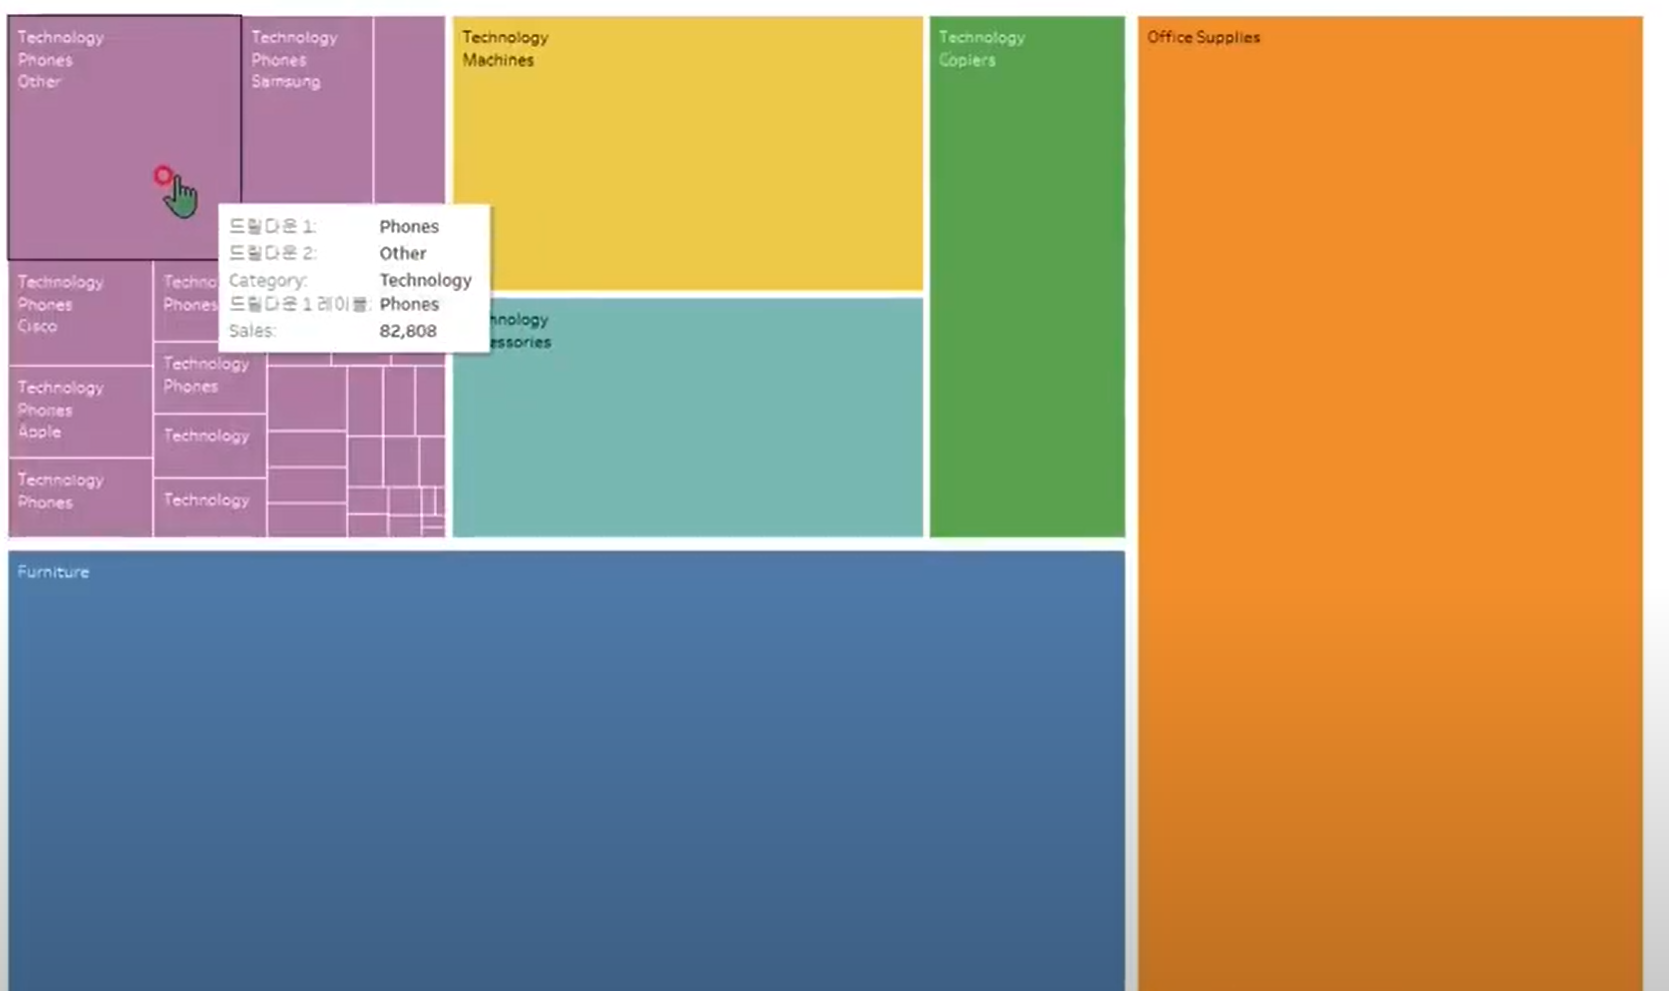 Technology
Phones
Other
Technology
Phones
Samsung
Technology
Machines
Technology
Copiers
Office Supplies
드릴다운 1: Phones
드릴다운 2: Other
Category: Technology
드릴다운 1 레이블: Phones
Sales: 82,808
Technology
Phones
Cisco
Techno
Phones
hnology
essories
Technology
Phones
Technology
Phones
Apple
Technology
Technology
Phones
Technology
Furniture